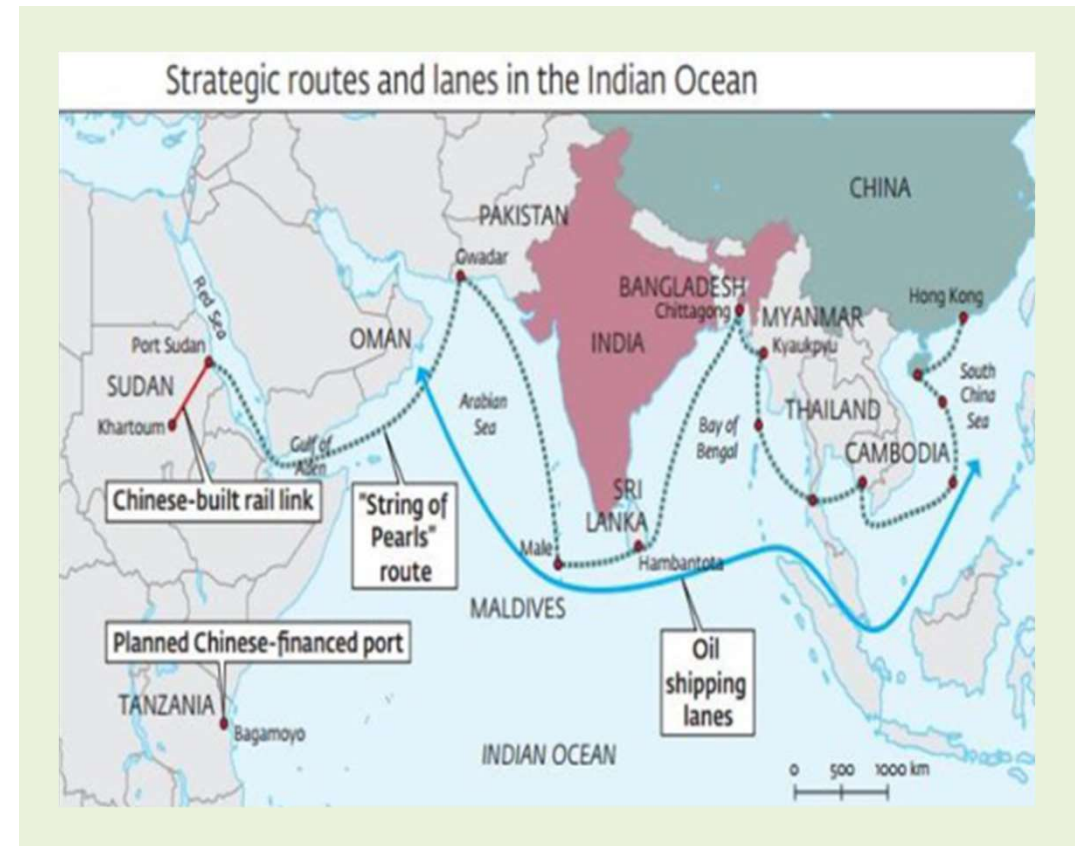 Strategic routes and lanes in the Indian Ocean
CHINA
PAKISTAN
Gwadar
Red Sea
BANGLADESH
Chittagong
Hong Kong
MYANMAR
OMAN
INDIA
Kyaukpyu
Port Sudan
SUDAN
Khartoum
Arabian
Sea
South
China
Sea
THAILAND
Bay of
Bengal
Gulf of
Aden
CAMBODIA
Chinese-built rail link
"String of
Pearls"
route
SRI
LANKA
Male
Hambantota
MALDIVES
Planned Chinese-financed port
Oil
shipping
lanes
TANZANIA
Bagamoyo
INDIAN OCEAN
0 500 1000 km